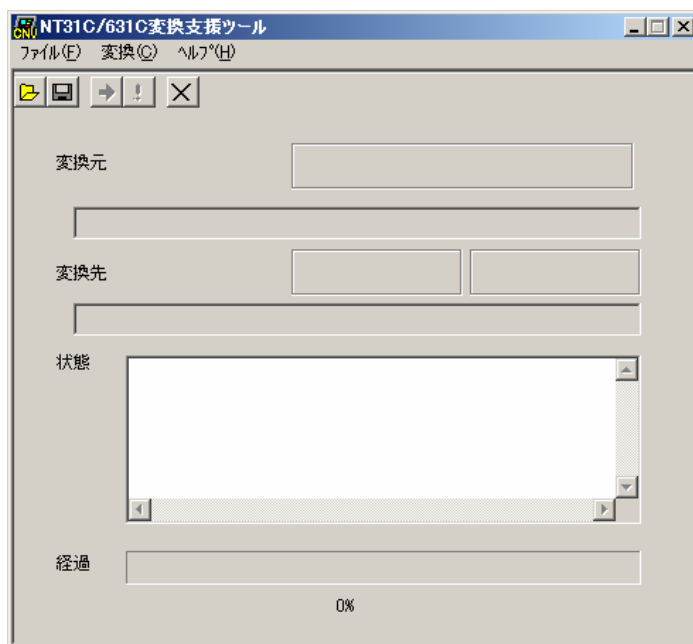 CNV NT31C/631C変換支援ツール
ファイル(F) 変換(C) ヘルプ(H)
変換元
変換先
状態
経過
0%